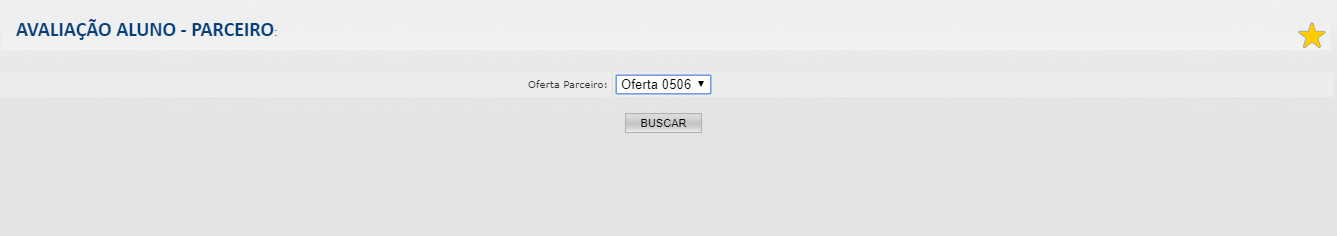 AVALIAÇÃO ALUNO - PARCEIRO:
Oferta Parceiro: Oferta 0506
BUSCAR